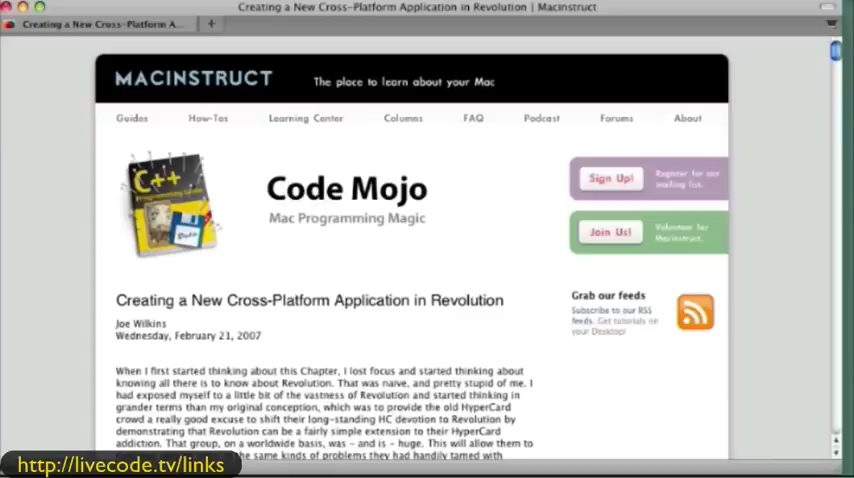 Creating a New Cross-Platform Application in Revolution | Macinstruct
Creating a New Cross-Platform A...
MACINSTRUCT
The place to learn about your Mac
Guides How-Tos Learning Center Columns FAQ Podcast Forums About
C++
Programming
Code Mojo
Mac Programming Magic
Sign Up!
Register for our
mailing list.
Join Us!
Volunteer for
Macinstruct.
Creating a New Cross-Platform Application in Revolution
Joe Wilkins
Wednesday, February 21, 2007
Grab our feeds
Subscribe to our RSS
feeds. Get tutorials on
your Desktop!
When I first started thinking about this Chapter, I lost focus and started thinking about
knowing all there is to know about Revolution. That was naive, and pretty stupid of me. I
had exposed myself to a little bit of the vastness of Revolution and started thinking in
grander terms than my original conception, which was to provide the old HyperCard
crowd a really good excuse to shift their long-standing HC devotion to Revolution by
demonstrating that Revolution can be a fairly simple extension to their HyperCard
addiction. That group, on a worldwide basis, was - and is - huge. This will allow them to
the same kinds of problems they had handily tamed with
http://livecode.tv/links